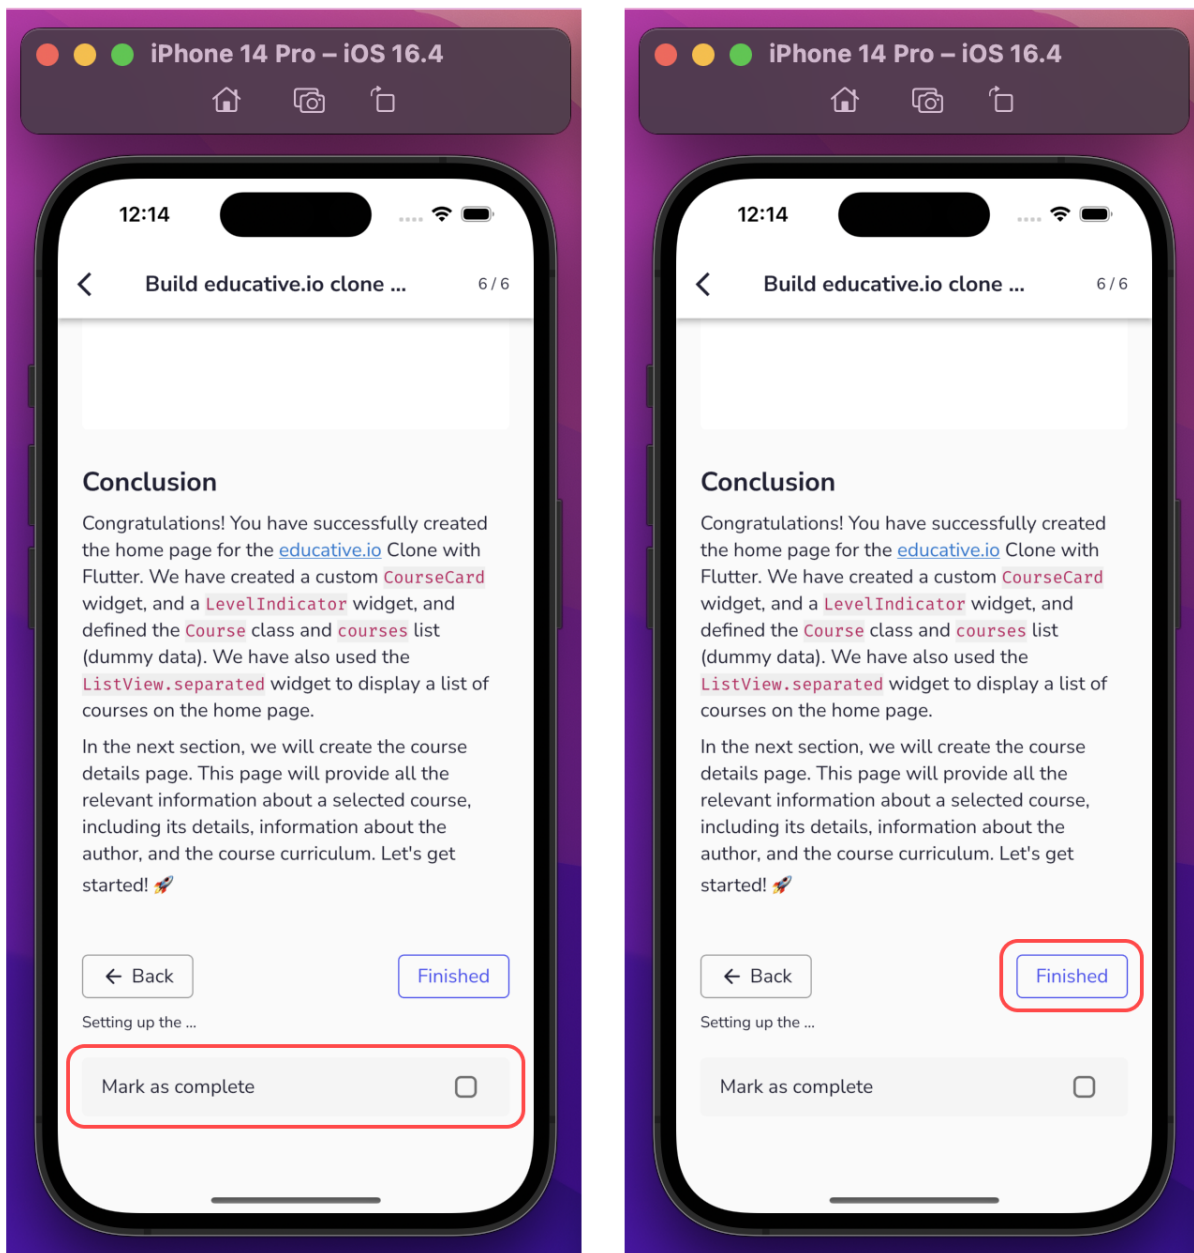 iPhone 14 Pro – iOS 16.4
12:14
Build educative.io clone ...
6 / 6
Conclusion
Congratulations! You have successfully created
the home page for the educative.io Clone with
Flutter. We have created a custom CourseCard
widget, and a LevelIndicator widget, and
defined the Course class and courses list
(dummy data). We have also used the
ListView.separated widget to display a list of
courses on the home page.
In the next section, we will create the course
details page. This page will provide all the
relevant information about a selected course,
including its details, information about the
author, and the course curriculum. Let's get
started! 🚀
← Back
Finished
Setting up the ...
Mark as complete
iPhone 14 Pro – iOS 16.4
12:14
Build educative.io clone ...
6 / 6
Conclusion
Congratulations! You have successfully created
the home page for the educative.io Clone with
Flutter. We have created a custom CourseCard
widget, and a LevelIndicator widget, and
defined the Course class and courses list
(dummy data). We have also used the
ListView.separated widget to display a list of
courses on the home page.
In the next section, we will create the course
details page. This page will provide all the
relevant information about a selected course,
including its details, information about the
author, and the course curriculum. Let's get
started! 🚀
← Back
Finished
Setting up the ...
Mark as complete